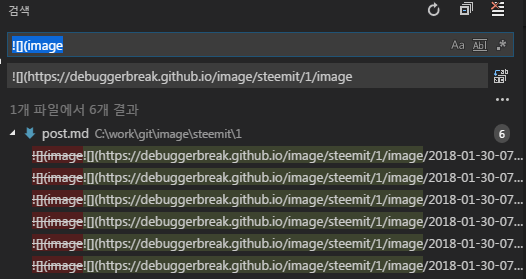 검색
![](image
Aa Abl .*
![](https://debuggerbreak.github.io/image/steemit/1/image
1개 파일에서 6개 결과
post.md C:\work\git\image\steemit\1 6
![](image![](https://debuggerbreak.github.io/image/steemit/1/image/2018-01-30-07...
![](image![](https://debuggerbreak.github.io/image/steemit/1/image/2018-01-30-07...
![](image![](https://debuggerbreak.github.io/image/steemit/1/image/2018-01-30-07...
![](image![](https://debuggerbreak.github.io/image/steemit/1/image/2018-01-30-07...
![](image![](https://debuggerbreak.github.io/image/steemit/1/image/2018-01-30-07...
![](image![](https://debuggerbreak.github.io/image/steemit/1/image/2018-01-30-07...